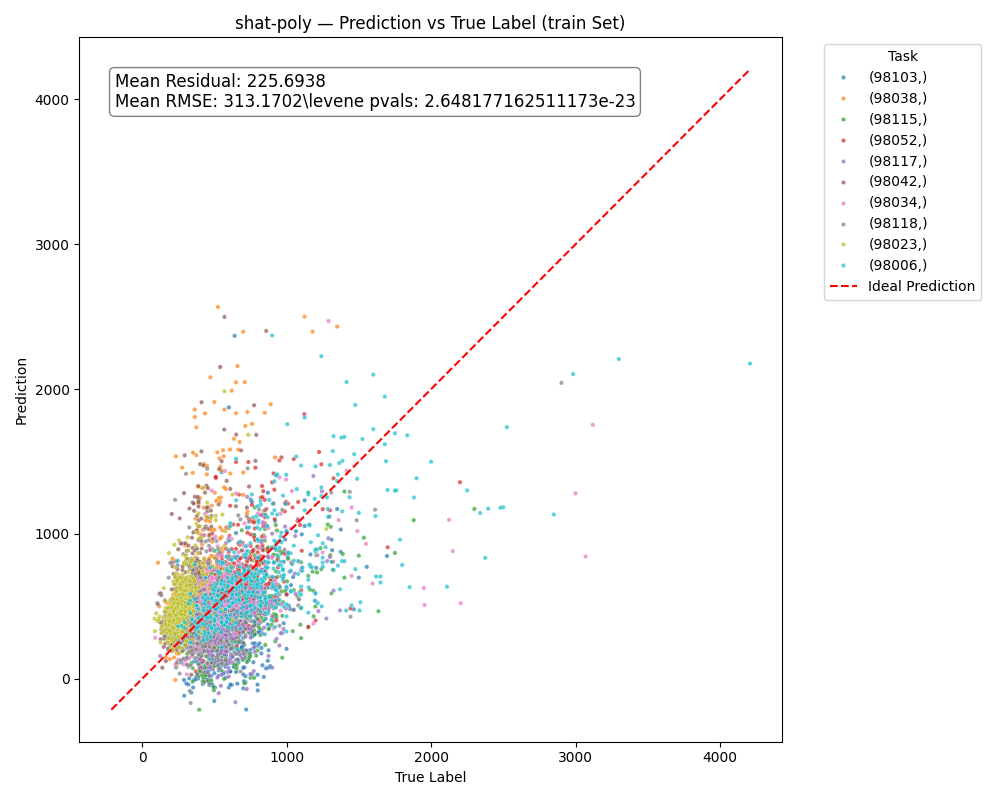 shat-poly — Prediction vs True Label (train Set)
Mean Residual: 225.6938
Mean RMSE: 313.1702\levene pvals: 2.648177162511173e-23
Task
(98103,)
(98038,)
(98115,)
(98052,)
(98117,)
(98042,)
(98034,)
(98118,)
(98023,)
(98006,)
Ideal Prediction
Prediction
4000
3000
2000
1000
0
0 1000 2000 3000 4000
True Label